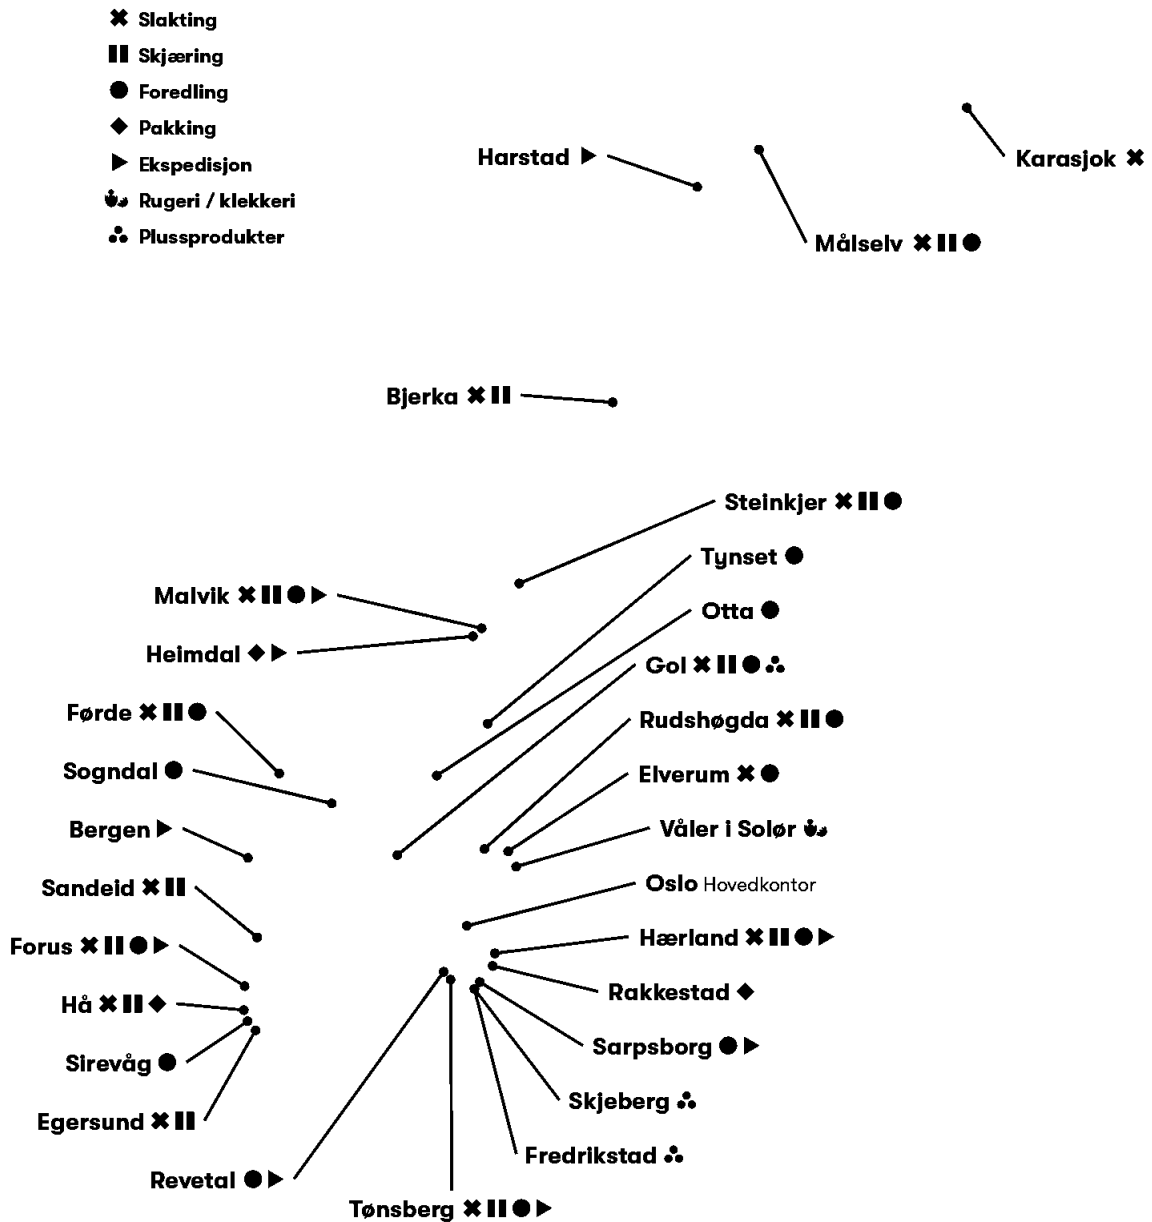 Slakting
Skjæring
Foredling
Pakking
Ekspedisjon
Rugeri / klekkeri
Plussprodukter
Harstad
Karasjok
Målselv
Bjerka
Steinkjer
Tynset
Malvik
Otta
Heimdal
Gol
Førde
Rudshøgda
Sogndal
Elverum
Bergen
Våler i Solør
Sandeid
Oslo Hovedkontor
Forus
Hærland
Hå
Rakkestad
Sirevåg
Sarpsborg
Egersund
Skjeberg
Fredrikstad
Revetal
Tønsberg